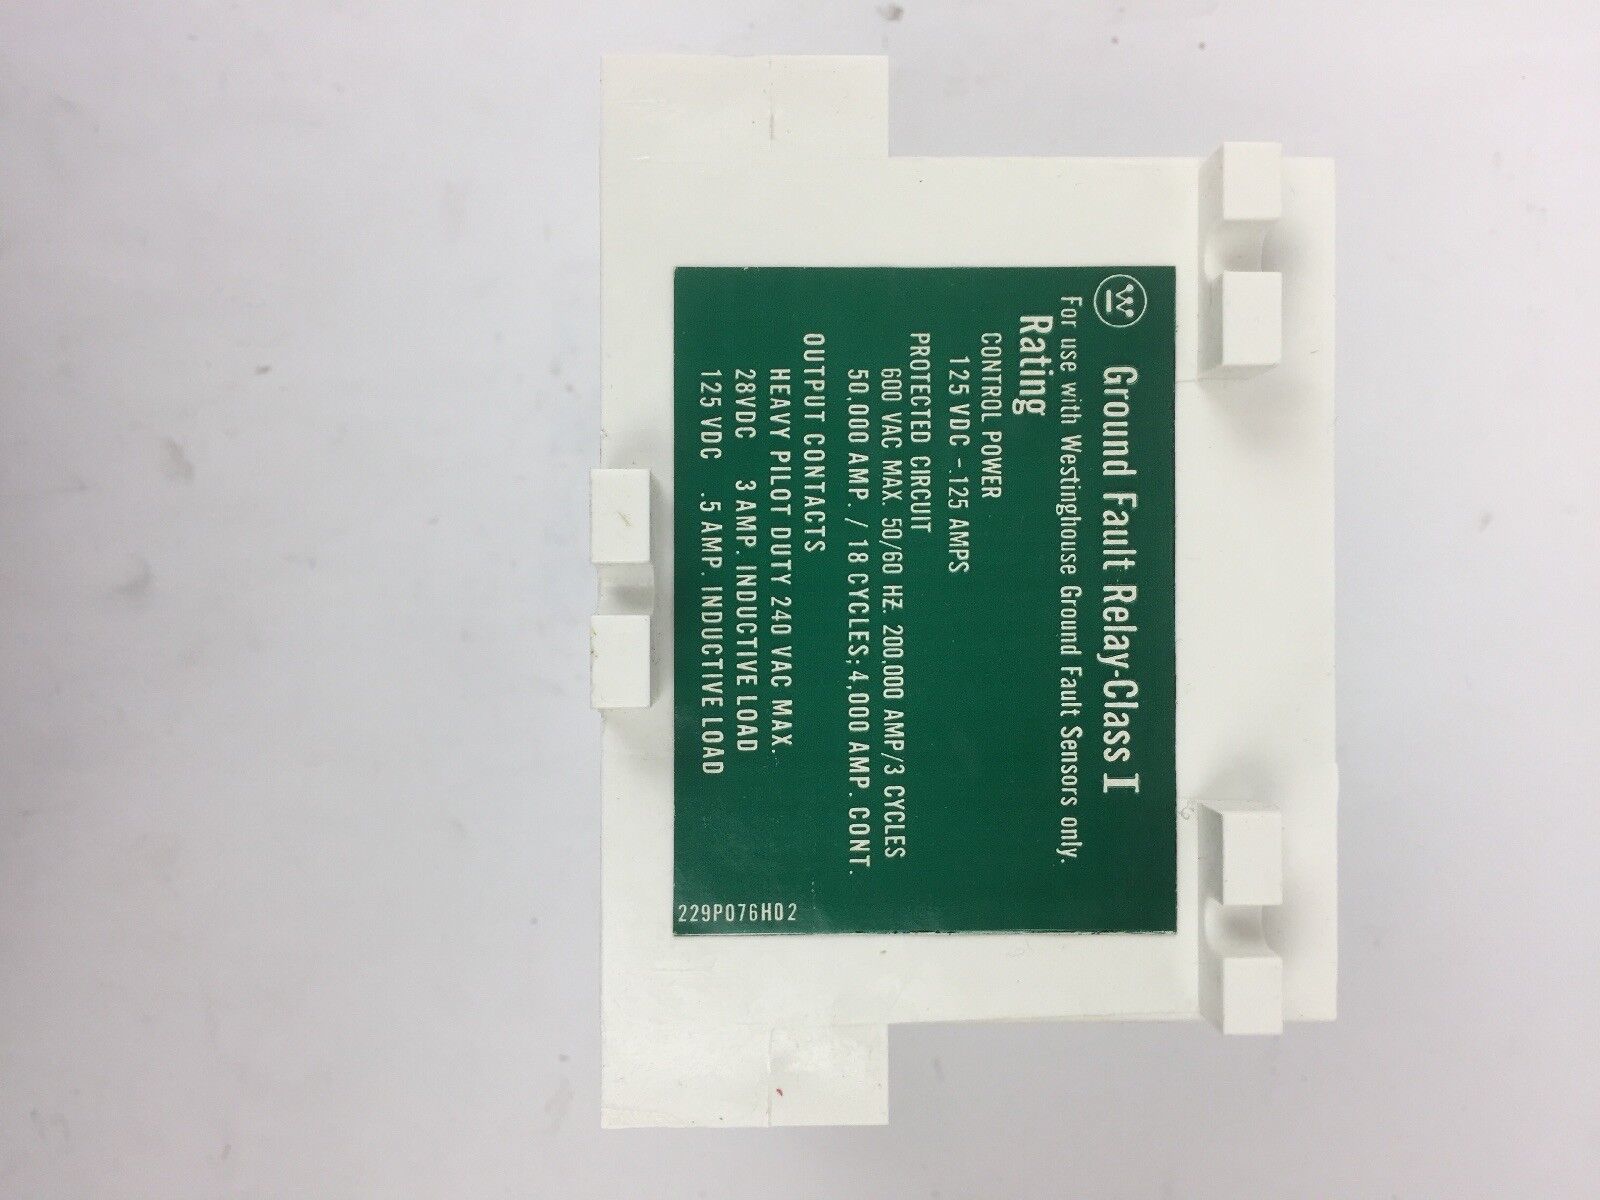 Ground Fault Relay-Class I
For use with Westinghouse Ground Fault Sensors only.
Rating
CONTROL POWER
125 VDC -.125 AMPS
PROTECTED CIRCUIT
600 VAC MAX. 50/60 HZ. 200,000 AMP/3 CYCLES
50,000 AMP. / 18 CYCLES; 4,000 AMP. CONT.
OUTPUT CONTACTS
HEAVY PILOT DUTY 240 VAC MAX.
28VDC 3 AMP. INDUCTIVE LOAD
125 VDC .5 AMP. INDUCTIVE LOAD
229P076H02